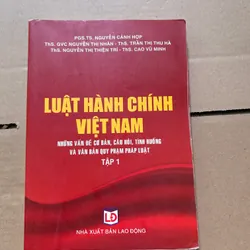 PGS.TS. NGUYỄN CẢNH HỢP
ThS. GVC NGUYỄN THỊ NHÀN - ThS. TRẦN THỊ THU HÀ
ThS. NGUYỄN THỊ THIỆN TRÍ - ThS. CAO VŨ MINH
LUẬT HÀNH CHÍNH
VIỆT NAM
NHỮNG VẤN ĐỀ CƠ BẢN, CÂU HỎI, TÌNH HUỐNG
VÀ VĂN BẢN QUY PHẠM PHÁP LUẬT
TẬP 1
LĐ
NHÀ XUẤT BẢN LAO ĐỘNG